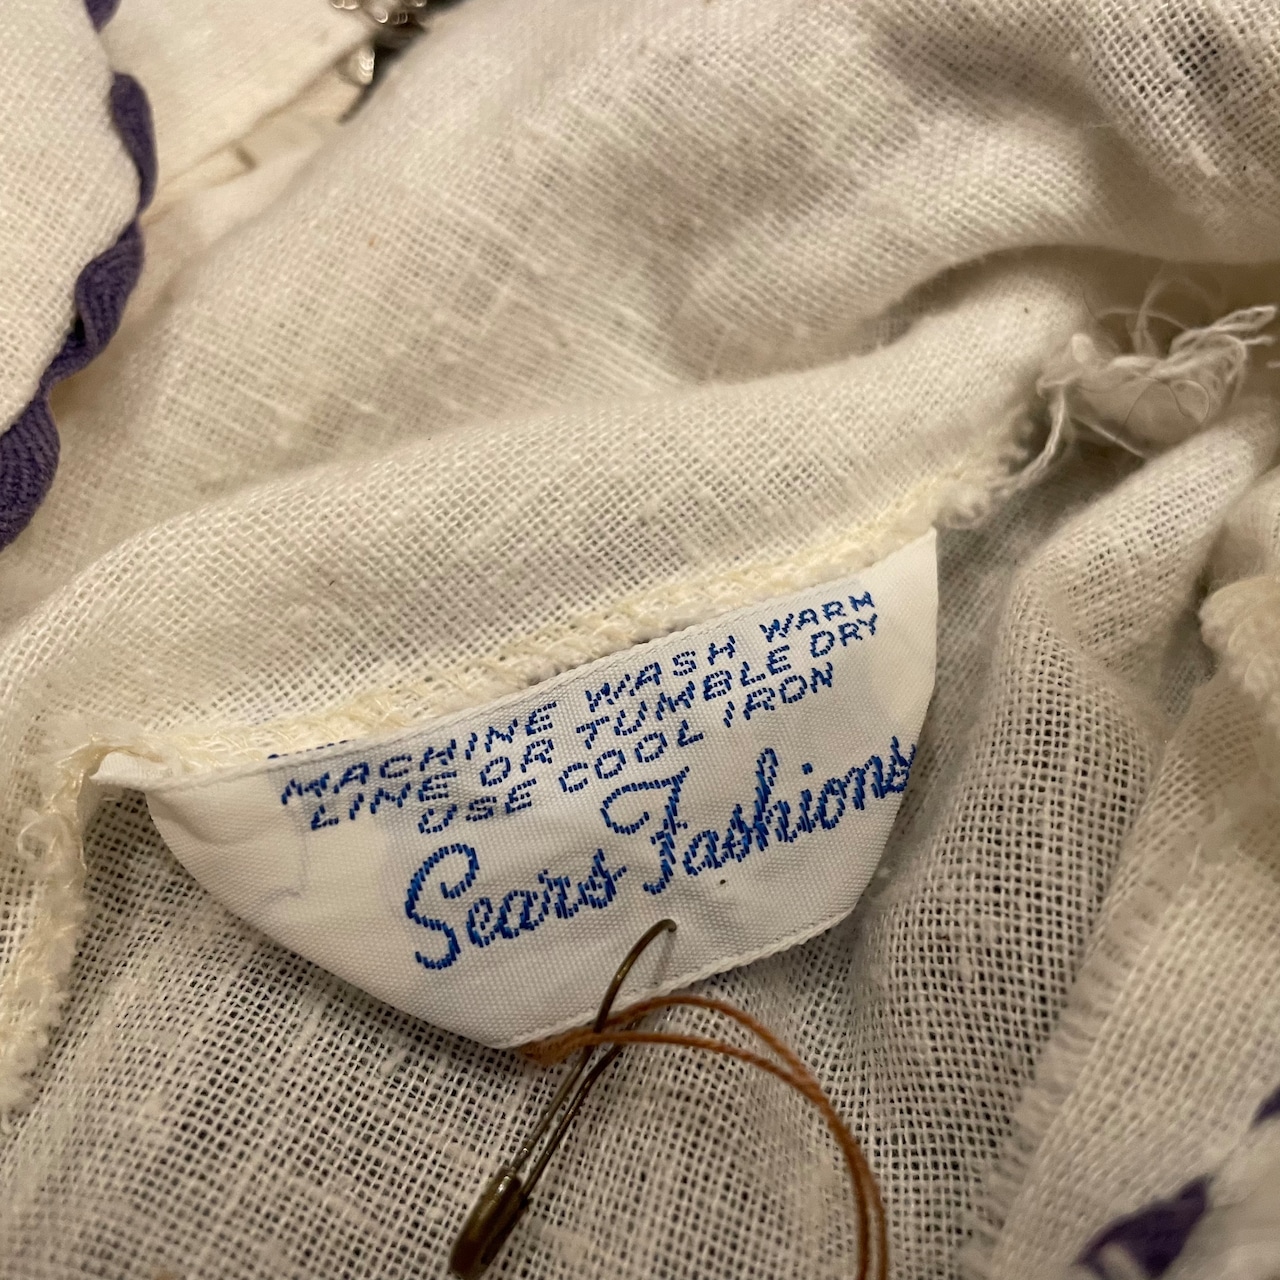 MACHINE WASH WARM
LINE OR TUMBLE DRY
USE COOL IRON
Sears Fashions